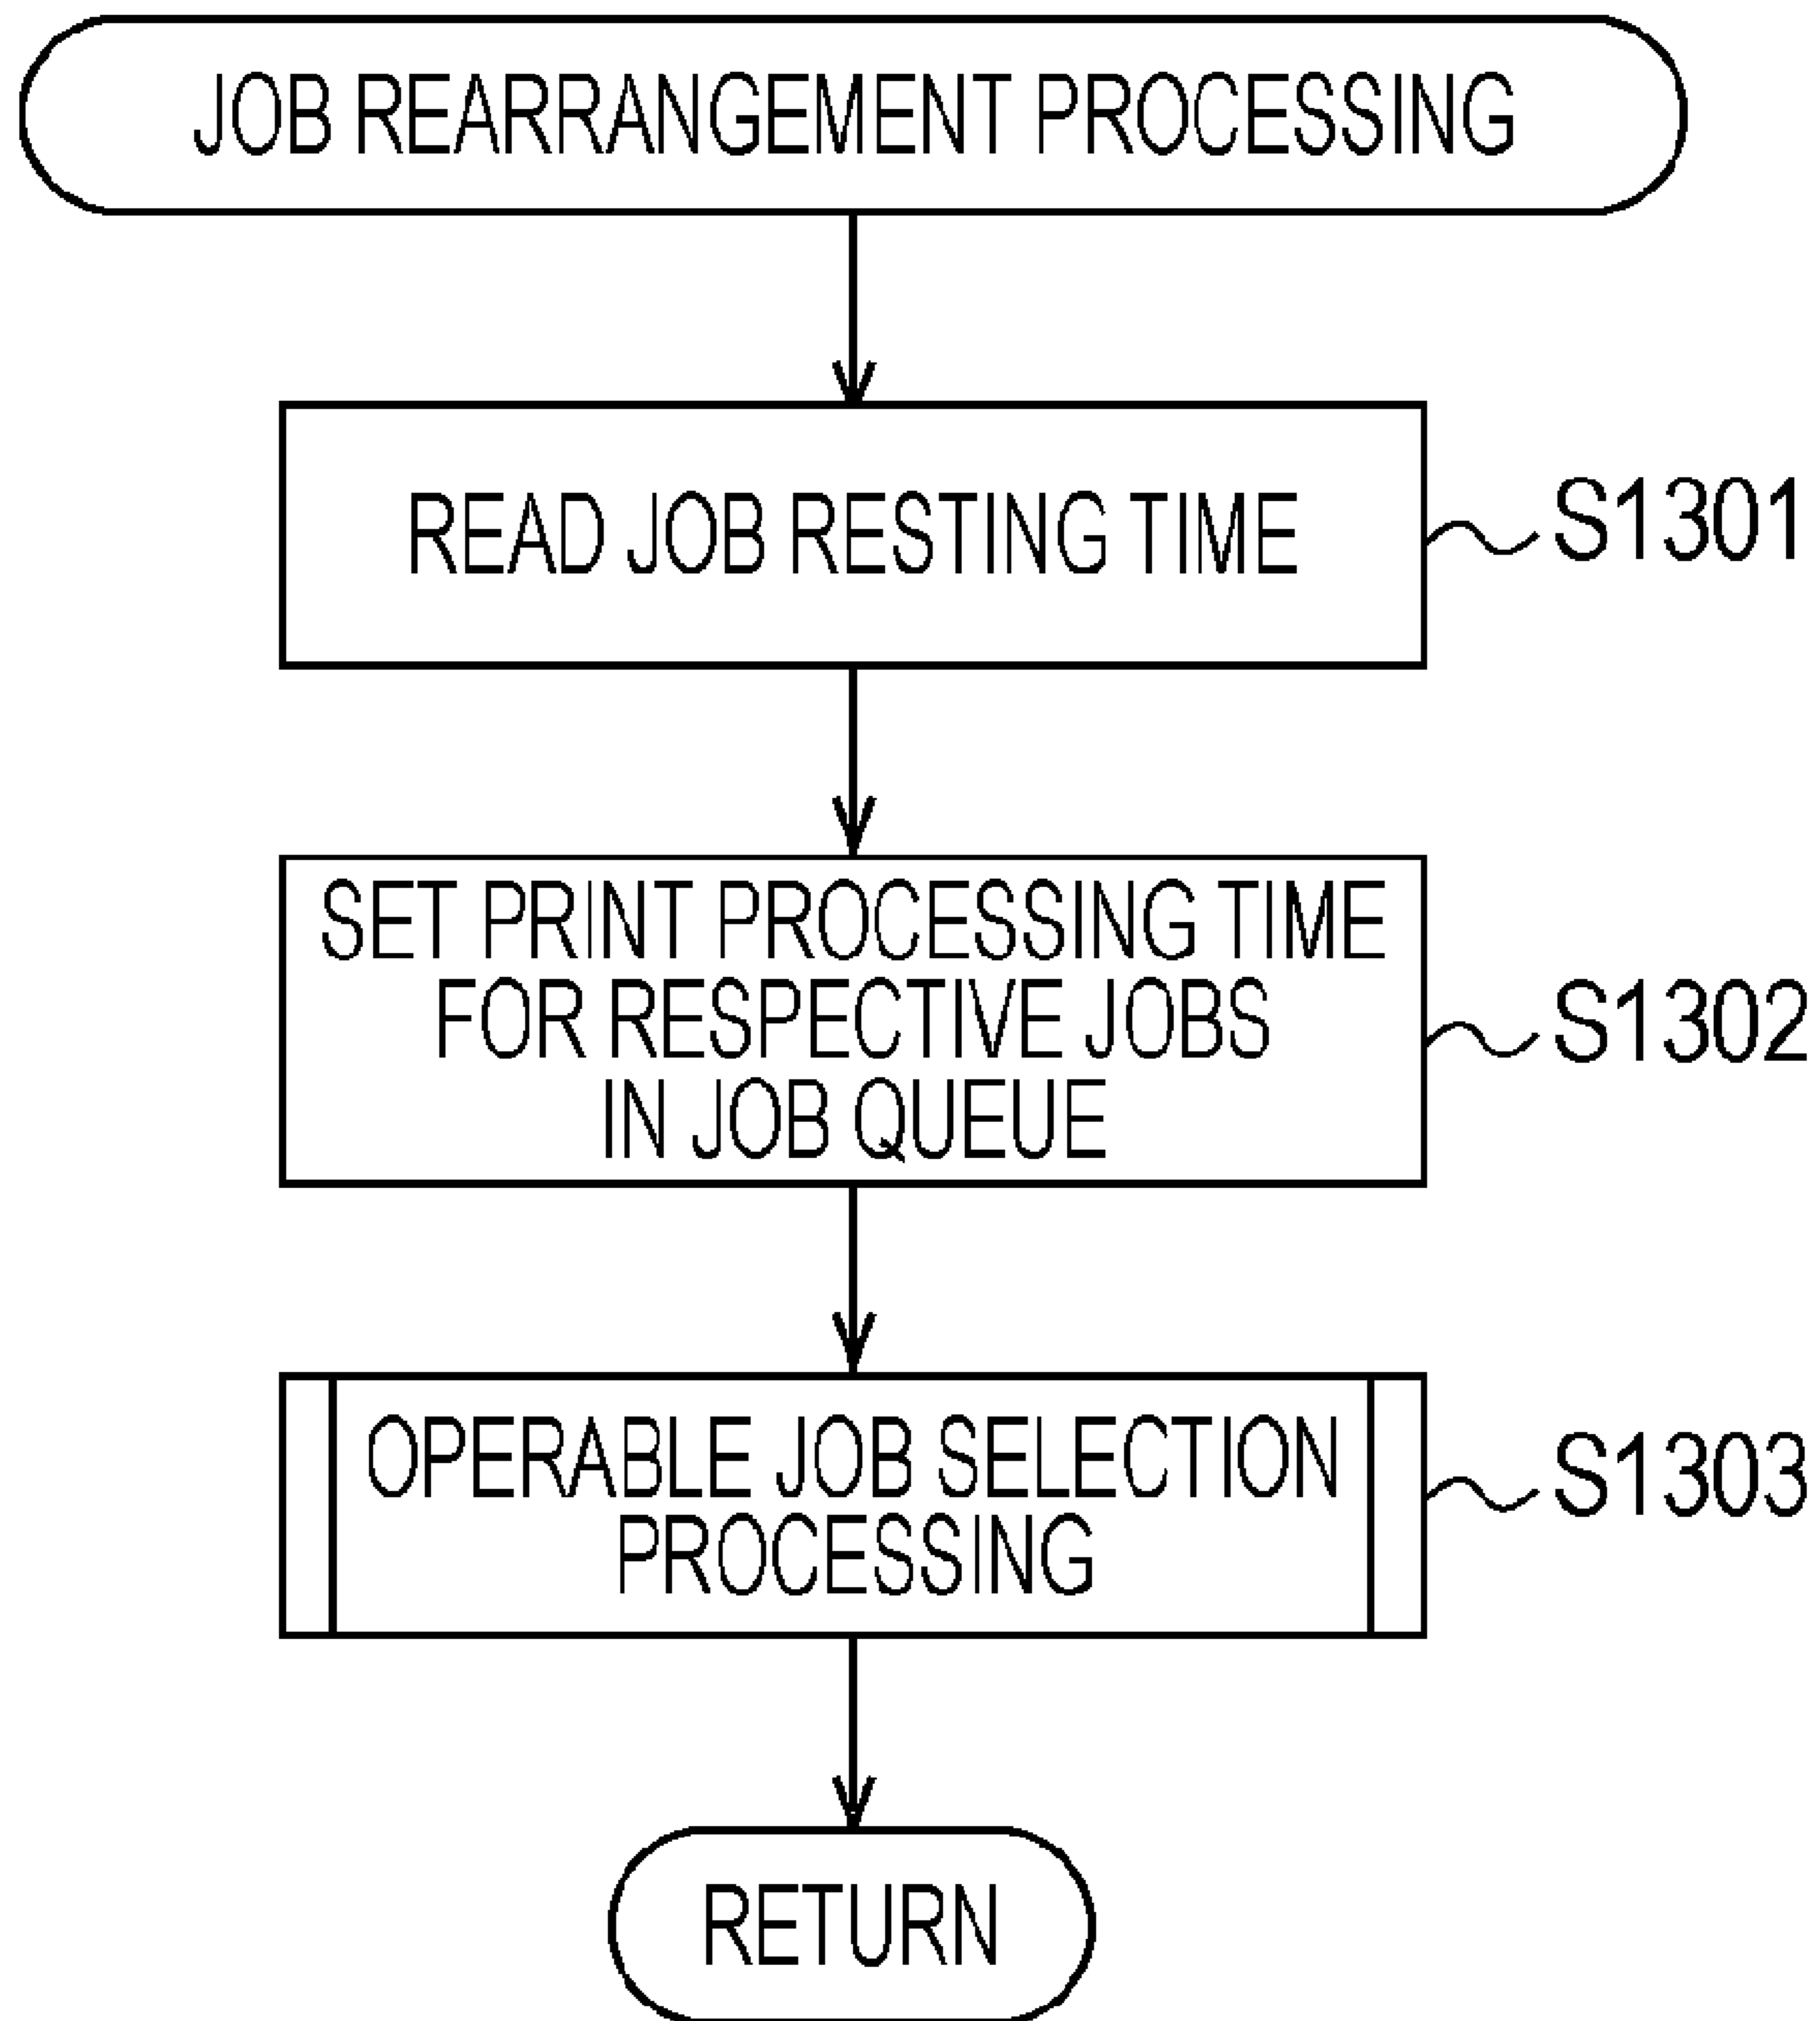 JOB REARRANGEMENT PROCESSING
READ JOB RESTING TIME
S1301
SET PRINT PROCESSING TIME
FOR RESPECTIVE JOBS
IN JOB QUEUE
S1302
OPERABLE JOB SELECTION
PROCESSING
S1303
RETURN